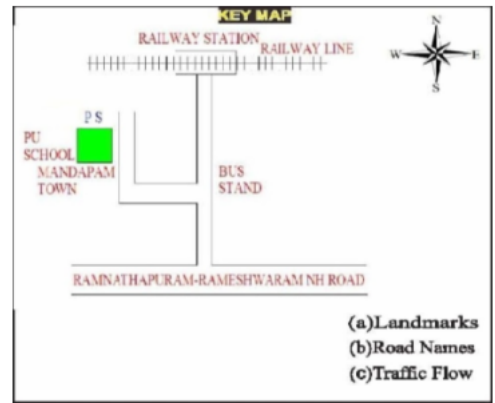 KEY MAP
RAILWAY STATION
RAILWAY LINE
N
W
E
S
P S
PU
SCHOOL
MANDAPAM
TOWN
BUS
STAND
RAMNATHAPURAM-RAMESHWARAM NH ROAD
(a)Landmarks
(b)Road Names
(c)Traffic Flow